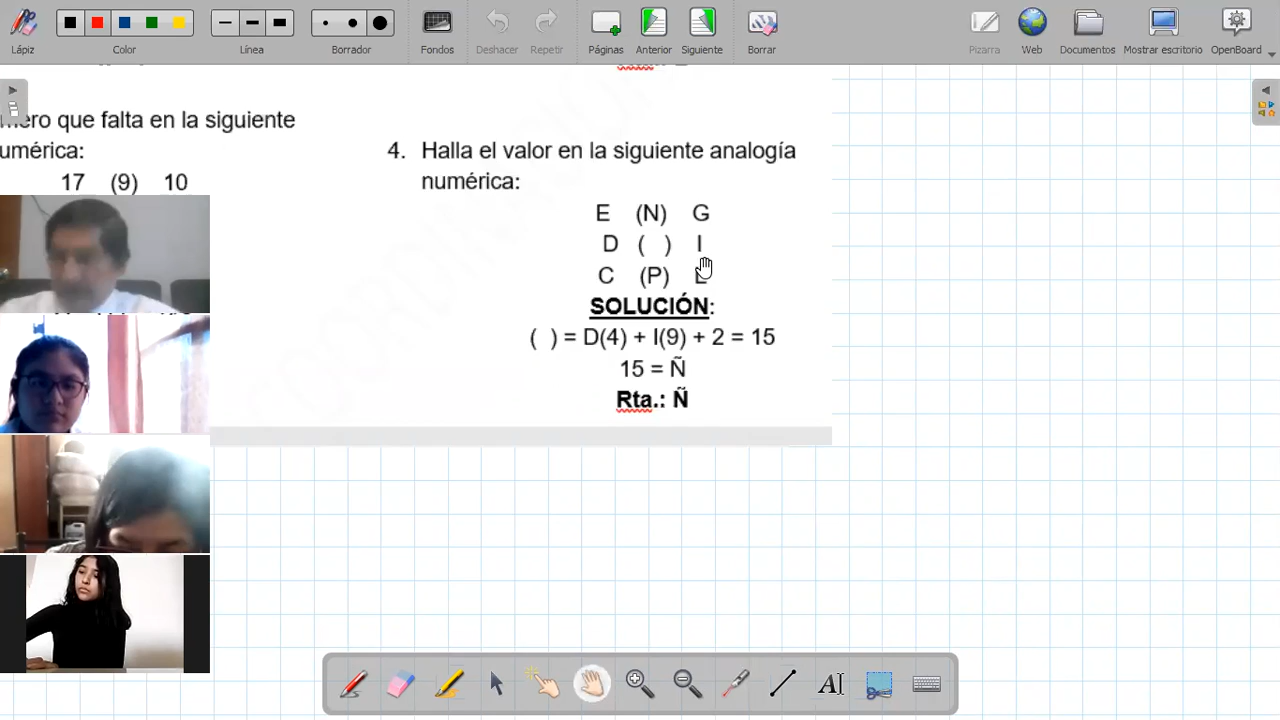 Lápiz
Color
Línea
Borrador
Fondos
Deshacer
Repetir
Páginas
Anterior
Siguiente
Borrar
Pizarra
Web
Documentos
Mostrar escritorio
OpenBoard
mero que falta en la siguiente
umérica:
17 (9) 10
4. Halla el valor en la siguiente analogía
numérica:
E (N) G
D ( ) I
C (P) L
SOLUCIÓN:
( ) = D(4) + I(9) + 2 = 15
15 = Ñ
Rta.: Ñ